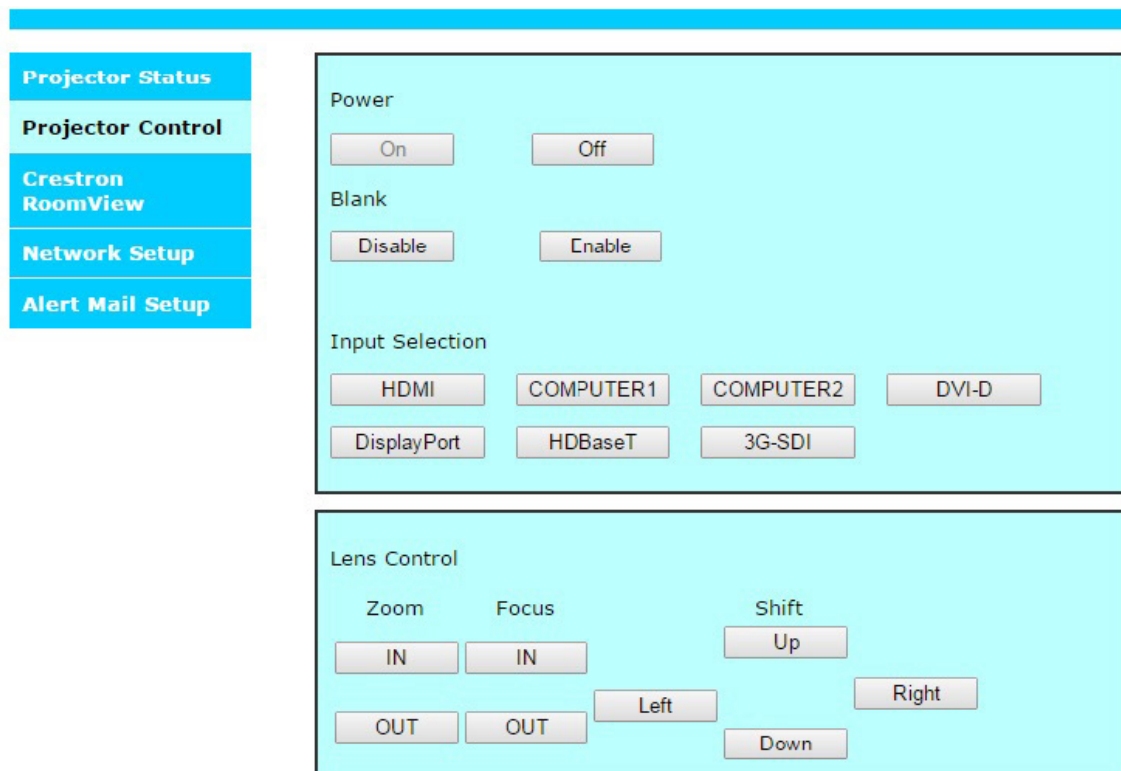 Projector Status
Projector Control
Crestron
RoomView
Network Setup
Alert Mail Setup
Power
On Off
Blank
Disable Enable
Input Selection
HDMI COMPUTER1 COMPUTER2 DVI-D
DisplayPort HDBaseT 3G-SDI
Lens Control
Zoom Focus Shift
Up
IN IN
Left Right
OUT OUT
Down